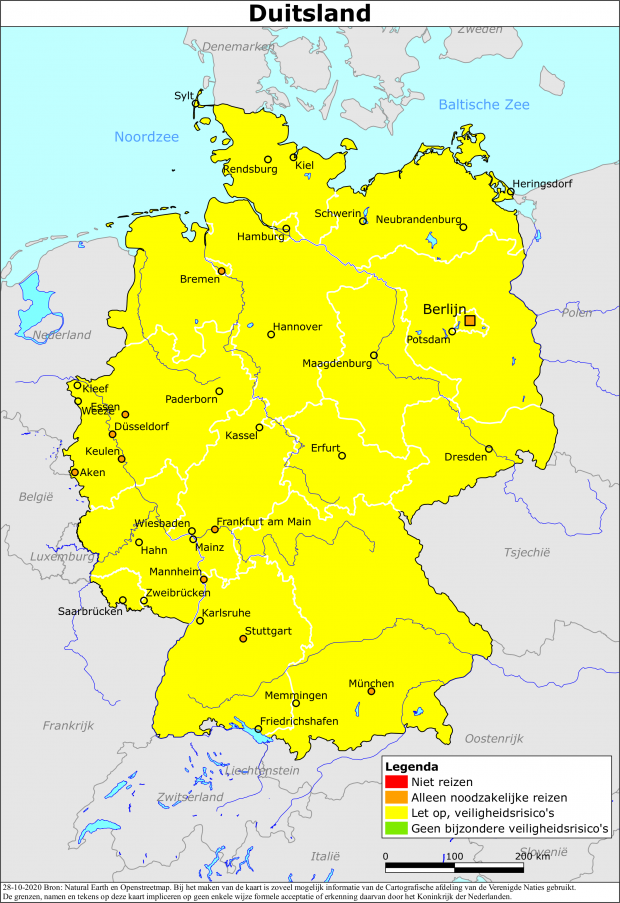 Duitsland
Denemarken
Zweden
Sylt
Baltische Zee
Noordzee
Rendsburg
Kiel
Heringsdorf
Schwerin
Neubrandenburg
Hamburg
Bremen
Berlijn
Polen
Nederland
Hannover
Potsdam
Maagdenburg
Kleef
Paderborn
Essen
Weeze
Düsseldorf
Kassel
Keulen
Erfurt
Dresden
Aken
België
Wiesbaden
Frankfurt am Main
Mainz
Hahn
Luxemburg
Tsjechië
Mannheim
Zweibrücken
Saarbrücken
Karlsruhe
Stuttgart
München
Memmingen
Frankrijk
Friedrichshafen
Oostenrijk
Liechtenstein
Zwitserland
Italië
Slovenië
Legenda
Niet reizen
Alleen noodzakelijke reizen
Let op, veiligheidsrisico's
Geen bijzondere veiligheidsrisico's
0 100 200 km
28-10-2020 Bron: Natural Earth en Openstreetmap. Bij het maken van de kaart is zoveel mogelijk informatie van de Cartografische afdeling van de Verenigde Naties gebruikt.
De grenzen, namen en tekens op deze kaart impliceren op geen enkele wijze formele acceptatie of erkenning daarvan door het Koninkrijk der Nederlanden.